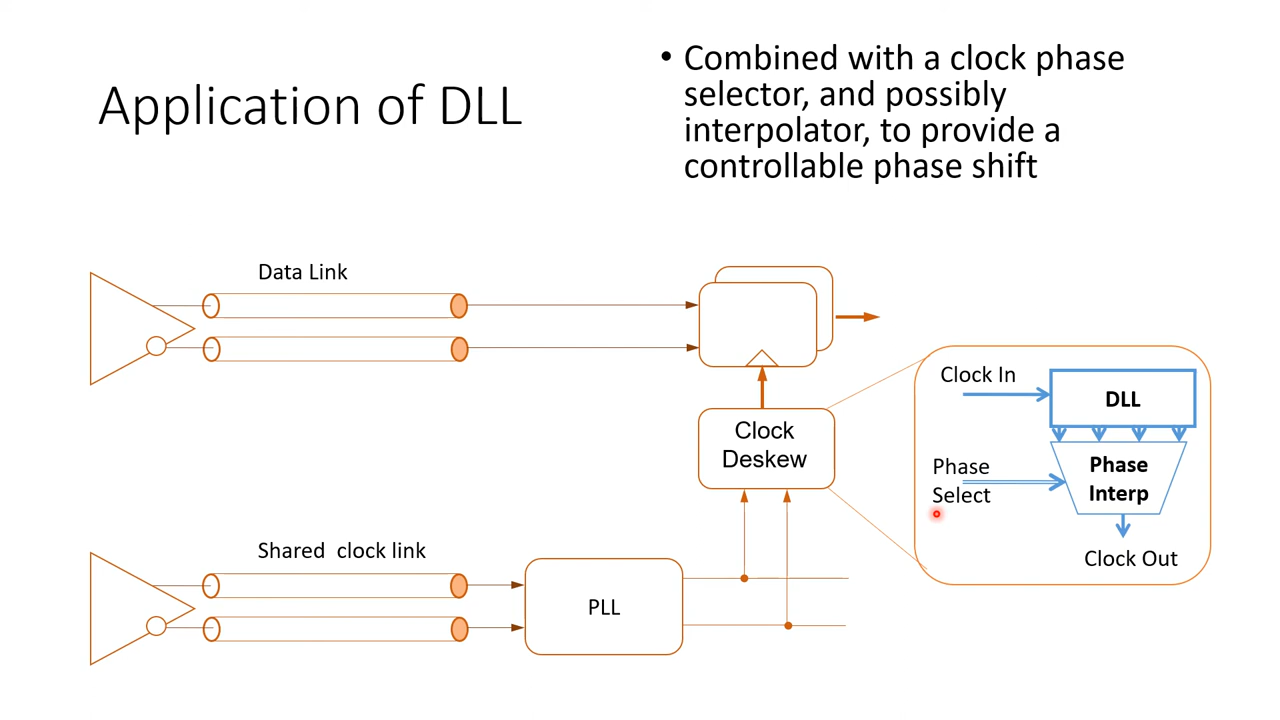 Application of DLL
• Combined with a clock phase
selector, and possibly
interpolator, to provide a
controllable phase shift
Data Link
Clock
Deskew
Clock In
DLL
Phase
Select
Phase
Interp
Clock Out
Shared clock link
PLL